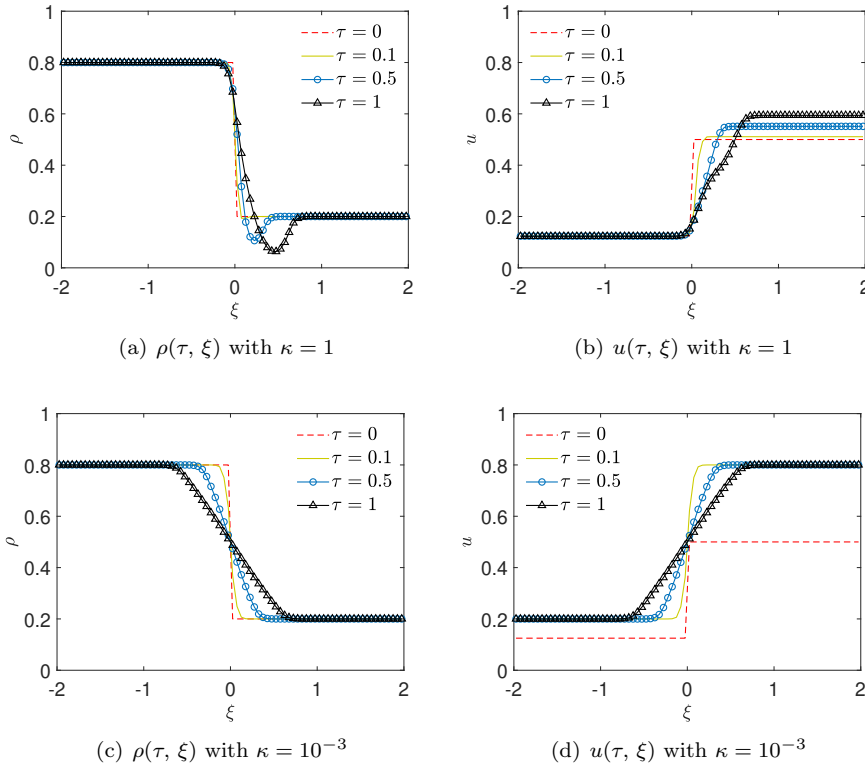 1
0.8
0.6
0.4
0.2
0
ρ
-2 -1 0 1 2
ξ
τ = 0
τ = 0.1
τ = 0.5
τ = 1
(a) ρ(τ, ξ) with κ = 1
1
0.8
0.6
0.4
0.2
0
u
-2 -1 0 1 2
ξ
τ = 0
τ = 0.1
τ = 0.5
τ = 1
(b) u(τ, ξ) with κ = 1
1
0.8
0.6
0.4
0.2
0
ρ
-2 -1 0 1 2
ξ
τ = 0
τ = 0.1
τ = 0.5
τ = 1
(c) ρ(τ, ξ) with κ = 10⁻³
1
0.8
0.6
0.4
0.2
0
u
-2 -1 0 1 2
ξ
τ = 0
τ = 0.1
τ = 0.5
τ = 1
(d) u(τ, ξ) with κ = 10⁻³